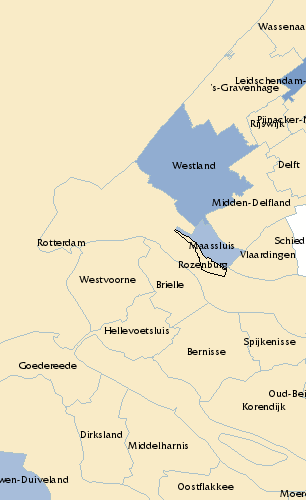 Wassenaa
Leidschendam-
's-Gravenhage
Pijnacker-N
Rijswijk
Westland
Delft
Midden-Delfland
Rotterdam
Maassluis
Schied
Vlaardingen
Rozenburg
Westvoorne
Brielle
Hellevoetsluis
Spijkenisse
Bernisse
Goedereede
Oud-Bei
Korendijk
Dirksland
Middelharnis
wen-Duiveland
Oostflakkee
Moer